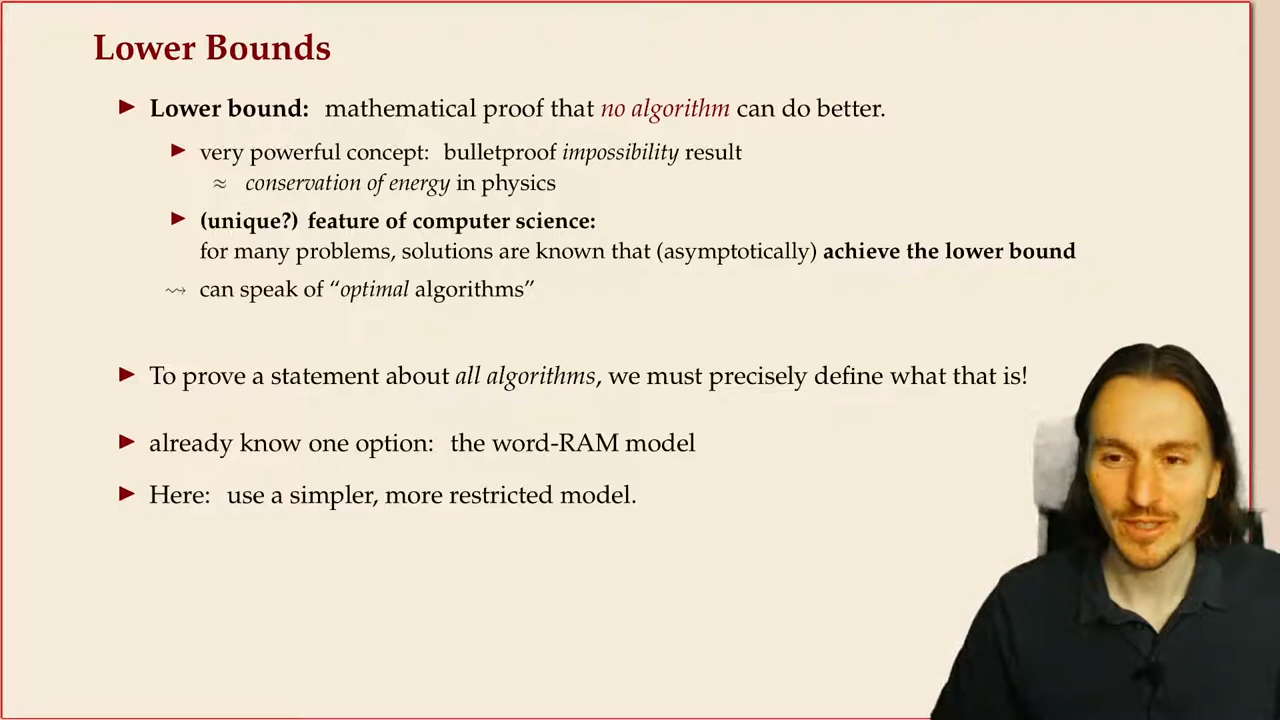 Lower Bounds
▶ Lower bound: mathematical proof that no algorithm can do better.
▶ very powerful concept: bulletproof impossibility result
≈ conservation of energy in physics
▶ (unique?) feature of computer science:
for many problems, solutions are known that (asymptotically) achieve the lower bound
⇝ can speak of “optimal algorithms”
▶ To prove a statement about all algorithms, we must precisely define what that is!
▶ already know one option: the word-RAM model
▶ Here: use a simpler, more restricted model.